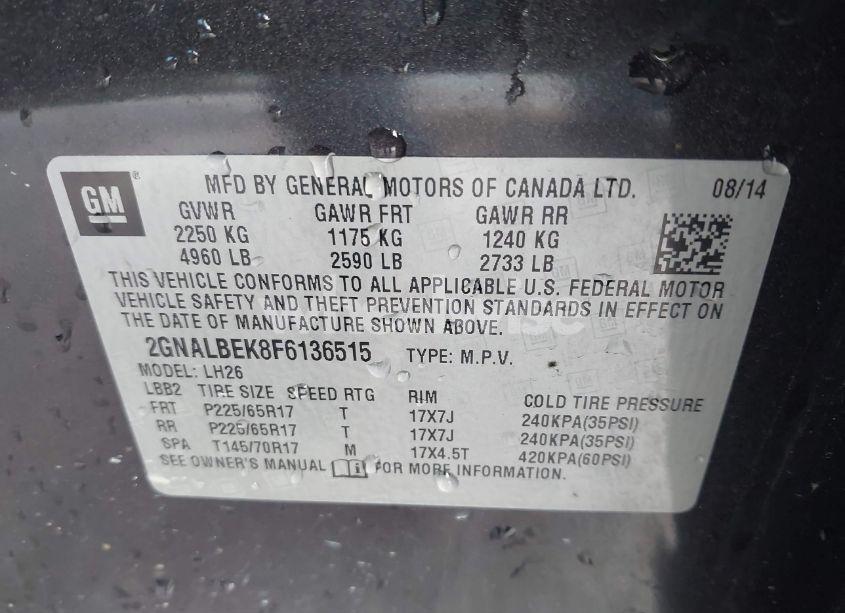 GM ® MFD BY GENERAL MOTORS OF CANADA LTD. 08/14
GVWR GAWR FRT GAWR RR
2250 KG 1175 KG 1240 KG
4960 LB 2590 LB 2733 LB
THIS VEHICLE CONFORMS TO ALL APPLICABLE U.S. FEDERAL MOTOR
VEHICLE SAFETY AND THEFT PREVENTION STANDARDS IN EFFECT ON
THE DATE OF MANUFACTURE SHOWN ABOVE.
2GNALBEK8F6136515 TYPE: M.P.V.
MODEL: LH26
LBB2 TIRE SIZE SPEED RTG RIM COLD TIRE PRESSURE
FRT P225/65R17 T 17X7J 240KPA(35PSI)
RR P225/65R17 T 17X7J 240KPA(35PSI)
SPA T145/70R17 M 17X4.5T 420KPA(60PSI)
SEE OWNER'S MANUAL FOR MORE INFORMATION.